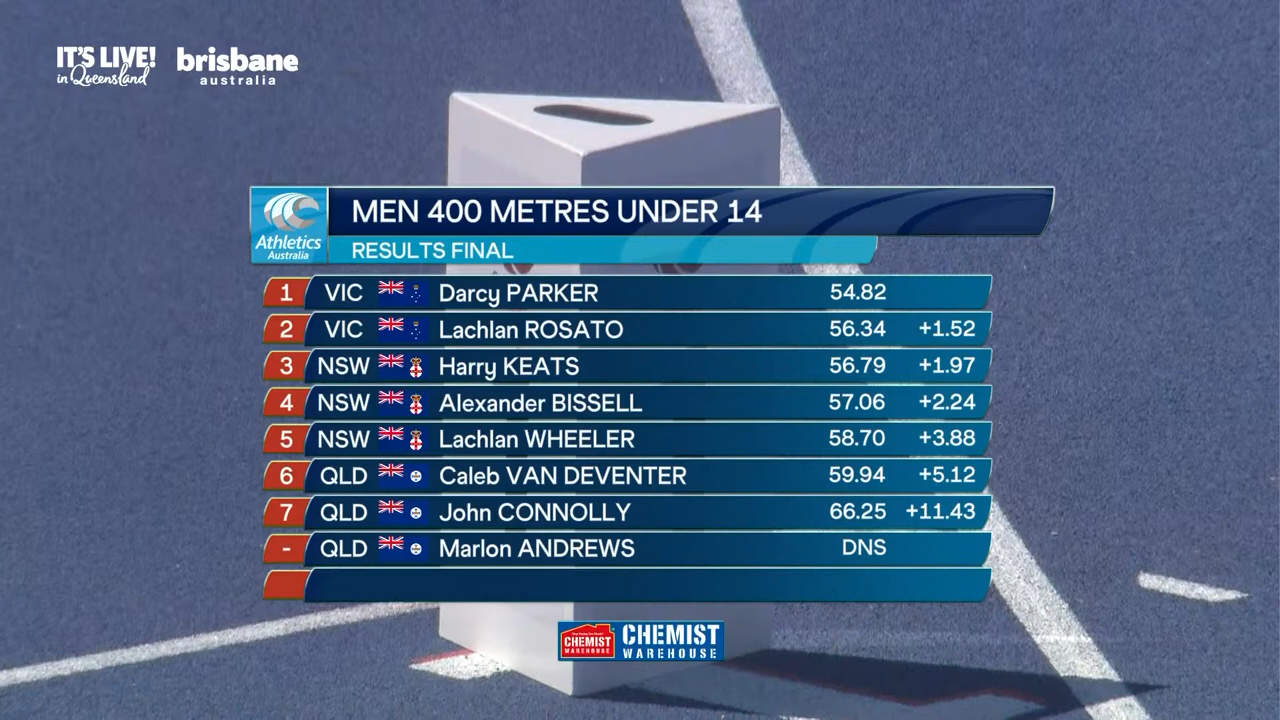 IT'S LIVE! brisbane
in Queensland australia
MEN 400 METRES UNDER 14
Athletics
Australia
RESULTS FINAL
1 VIC Darcy PARKER 54.82
2 VIC Lachlan ROSATO 56.34 +1.52
3 NSW Harry KEATS 56.79 +1.97
4 NSW Alexander BISSELL 57.06 +2.24
5 NSW Lachlan WHEELER 58.70 +3.88
6 QLD Caleb VAN DEVENTER 59.94 +5.12
7 QLD John CONNOLLY 66.25 +11.43
- QLD Marlon ANDREWS DNS
CHEMIST WAREHOUSE
CHEMIST
WAREHOUSE